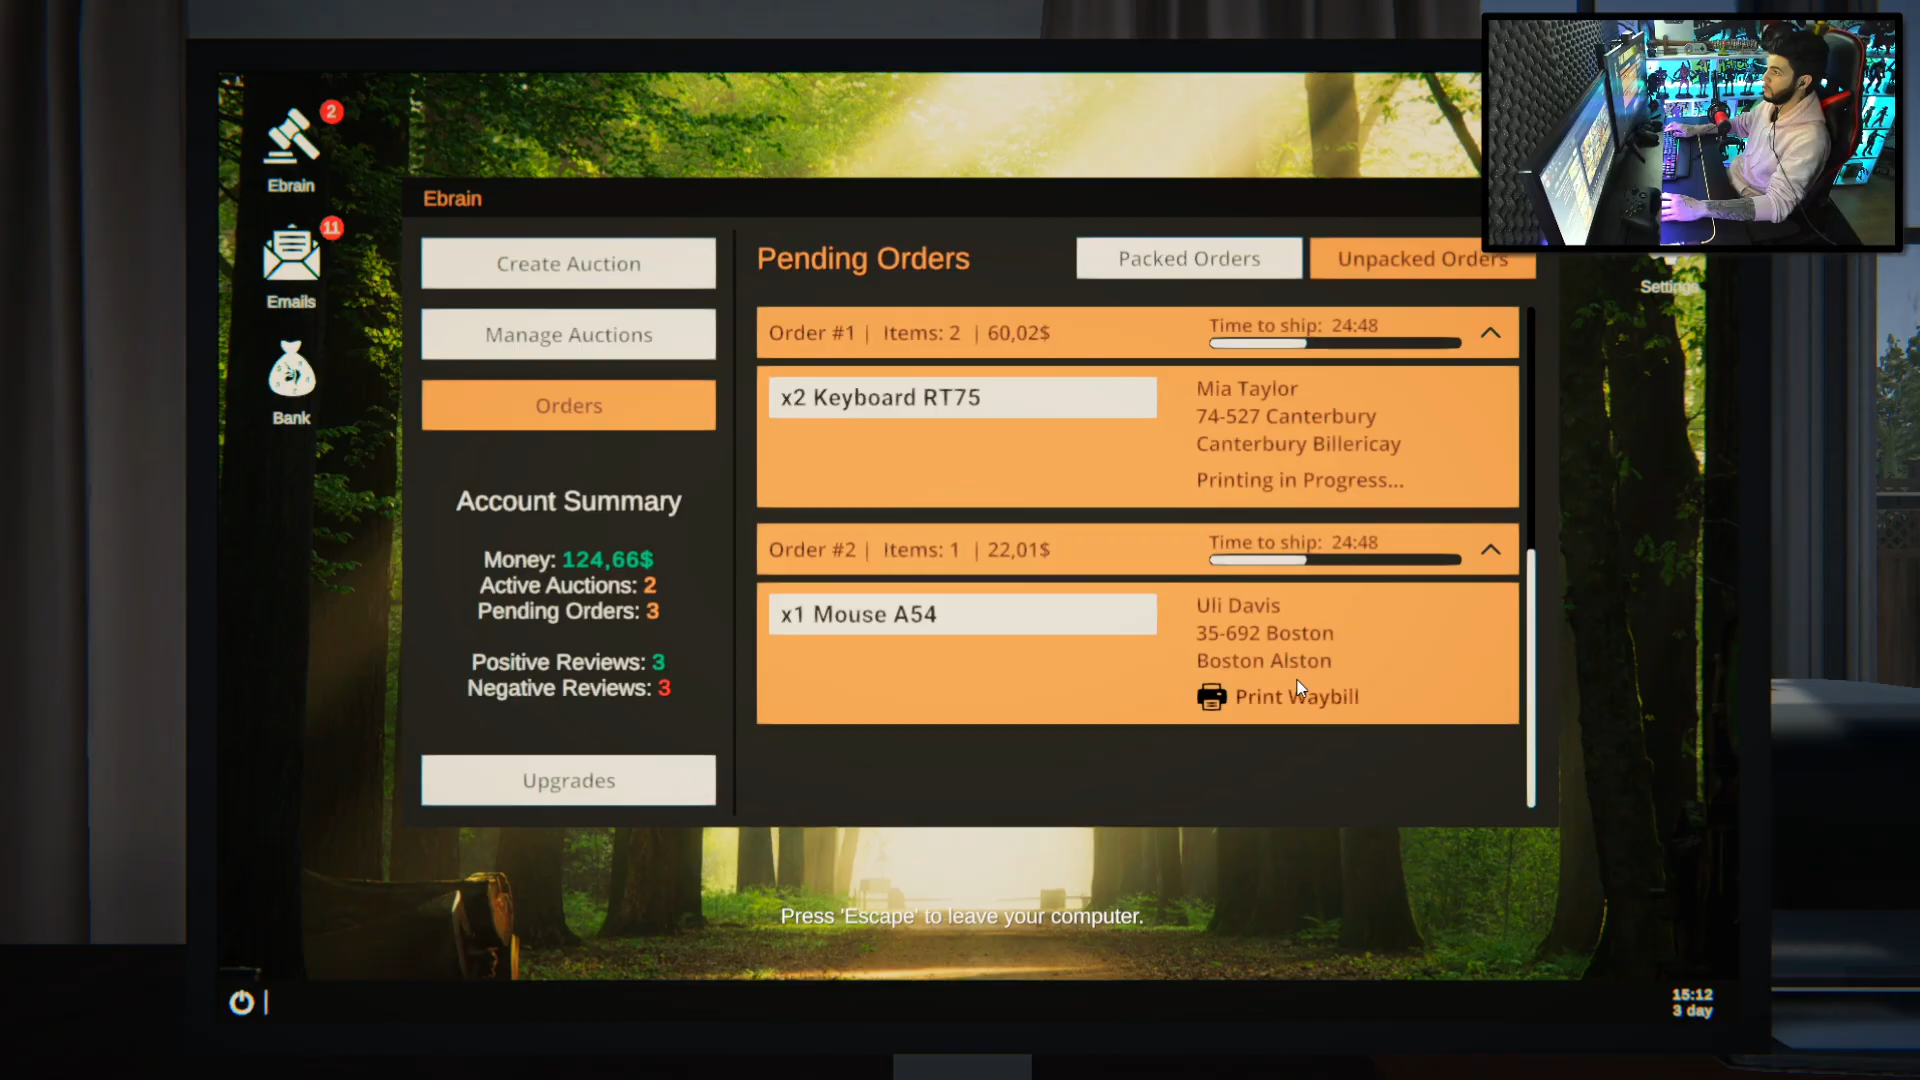 2
Ebrain
11
Emails
Bank
Ebrain
Create Auction
Manage Auctions
Orders
Account Summary
Money: 124,66$
Active Auctions: 2
Pending Orders: 3
Positive Reviews: 3
Negative Reviews: 3
Upgrades
Pending Orders
Packed Orders
Unpacked Orders
Order #1 | Items: 2 | 60,02$
Time to ship: 24:48
x2 Keyboard RT75
Mia Taylor
74-527 Canterbury
Canterbury Billericay
Printing in Progress...
Order #2 | Items: 1 | 22,01$
Time to ship: 24:48
x1 Mouse A54
Uli Davis
35-692 Boston
Boston Alston
Print Waybill
Settings
Press 'Escape' to leave your computer.
15:12
3 day